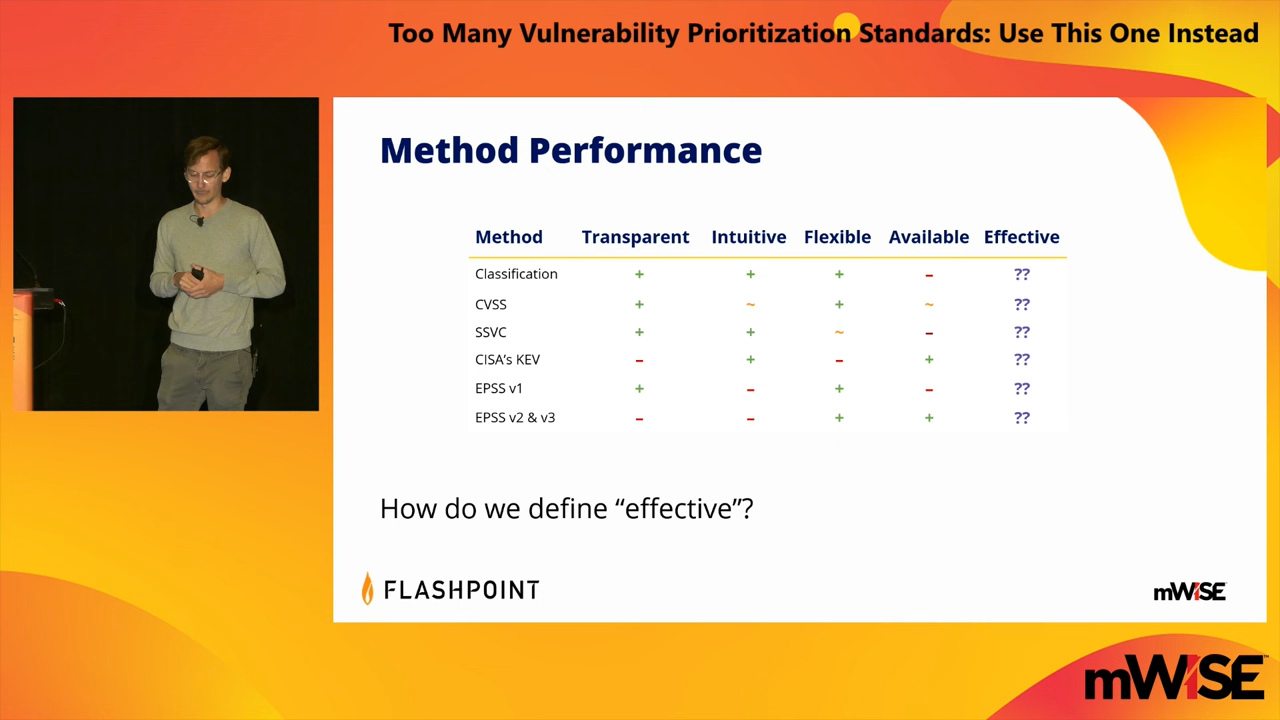 Too Many Vulnerability Prioritization Standards: Use This One Instead
Method Performance
Method Transparent Intuitive Flexible Available Effective
Classification + + + – ??
CVSS + ~ + ~ ??
SSVC + + ~ – ??
CISA's KEV – + – + ??
EPSS v1 + – + – ??
EPSS v2 & v3 – – + + ??
How do we define “effective”?
FLASHPOINT
mWISE
mWISE™